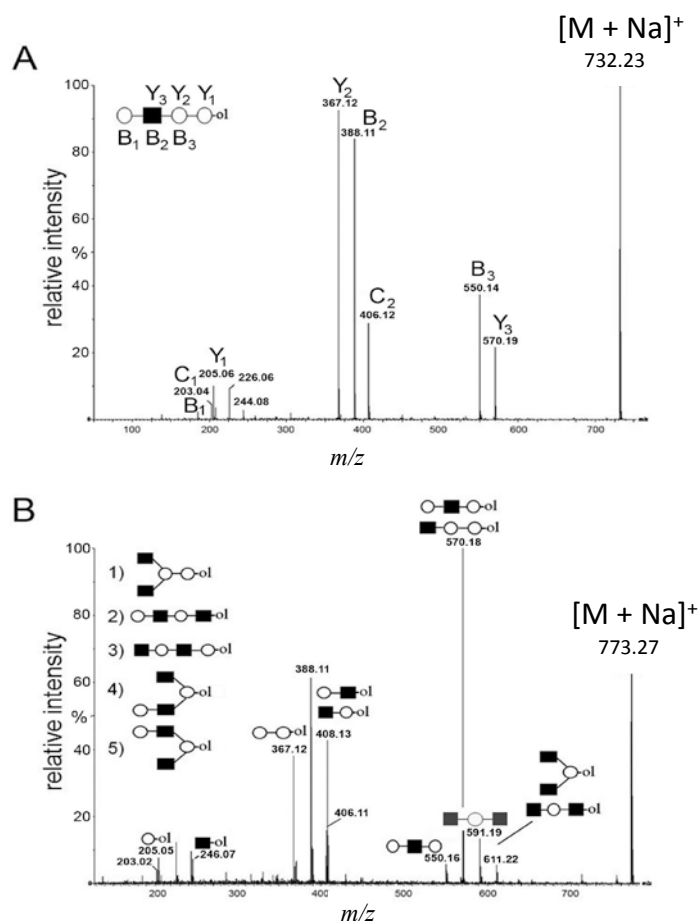 A
[M + Na]⁺
732.23
Y₃ Y₂ Y₁
ol
B₁ B₂ B₃
Y₂
367.12
B₂
388.11
C₂
406.12
B₃
550.14
Y₃
570.19
Y₁
C₁ 205.06
203.04
B₁
226.06
244.08
relative intensity
%
100
80
60
40
20
100 200 300 400 500 600 700
m/z
B
[M + Na]⁺
773.27
1) ol
2) ol
3) ol
4) ol
5) ol
ol
ol
570.18
388.11
ol
ol
408.13
ol
367.12
406.11
ol
205.05
203.02
ol
246.07
550.16
591.19
ol
ol
611.22
relative intensity
%
100
80
60
40
20
200 300 400 500 600 700
m/z